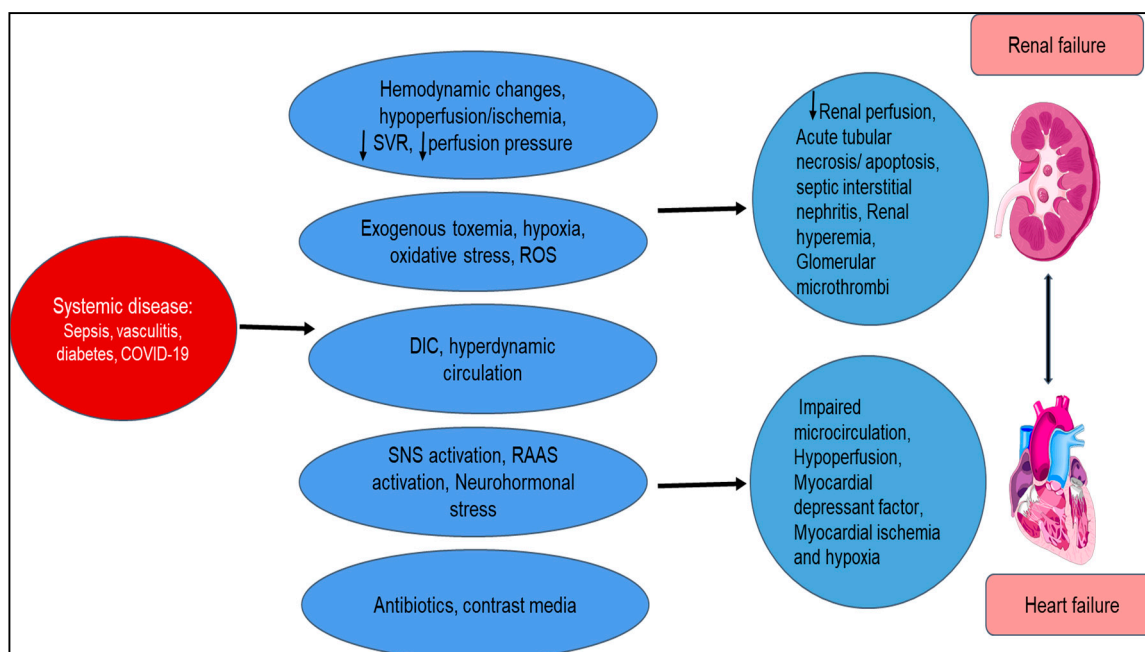 Renal failure
Hemodynamic changes,
hypoperfusion/ischemia,
↓ SVR, ↓ perfusion pressure
↓ Renal perfusion,
Acute tubular
necrosis/ apoptosis,
septic interstitial
nephritis, Renal
hyperemia,
Glomerular
microthrombi
Exogenous toxemia, hypoxia,
oxidative stress, ROS
Systemic disease:
Sepsis, vasculitis,
diabetes, COVID-19
DIC, hyperdynamic
circulation
SNS activation, RAAS
activation, Neurohormonal
stress
Impaired
microcirculation,
Hypoperfusion,
Myocardial
depressant factor,
Myocardial ischemia
and hypoxia
Antibiotics, contrast media
Heart failure